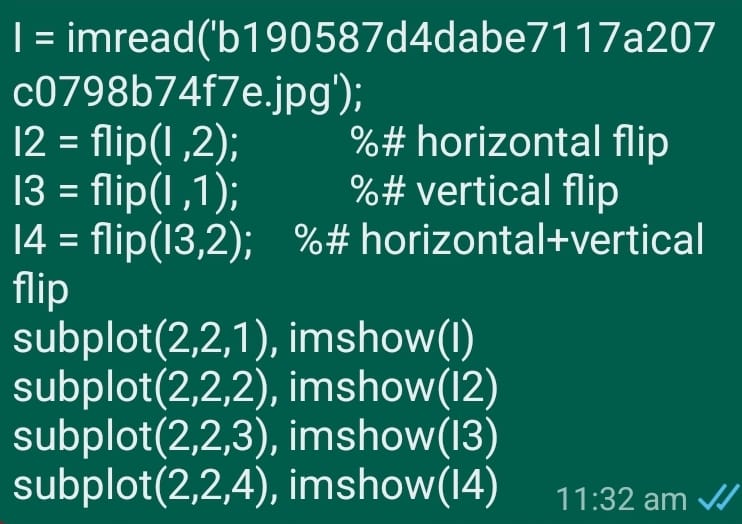 I = imread('b190587d4dabe7117a207
c0798b74f7e.jpg');
I2 = flip(I ,2);          %# horizontal flip
I3 = flip(I ,1);          %# vertical flip
I4 = flip(I3,2);    %# horizontal+vertical
flip
subplot(2,2,1), imshow(I)
subplot(2,2,2), imshow(I2)
subplot(2,2,3), imshow(I3)
subplot(2,2,4), imshow(I4)
11:32 am